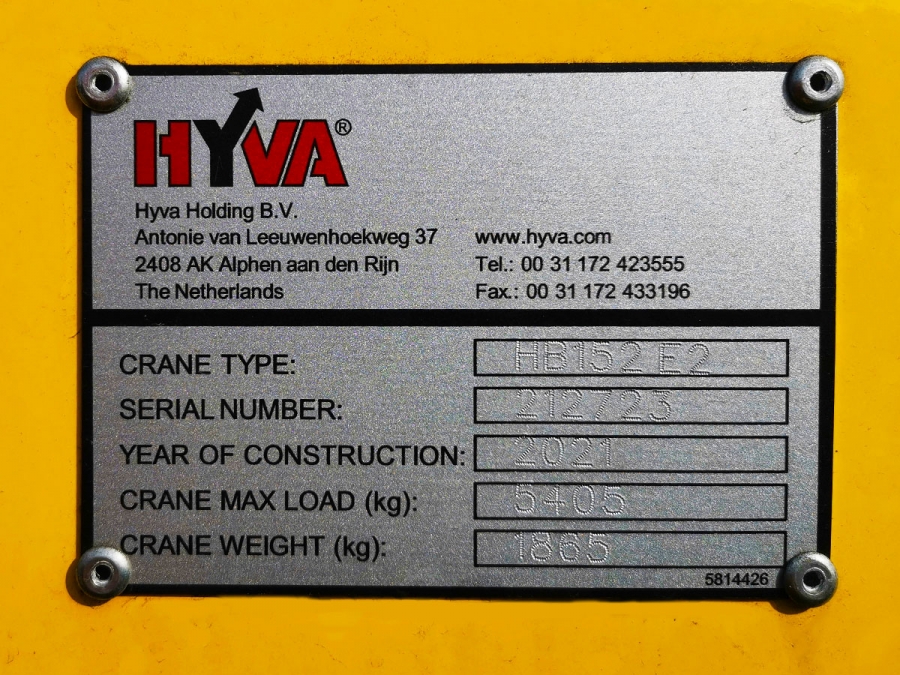 HYVA®
Hyva Holding B.V.
Antonie van Leeuwenhoekweg 37 www.hyva.com
2408 AK Alphen aan den Rijn Tel.: 00 31 172 423555
The Netherlands Fax.: 00 31 172 433196
CRANE TYPE: HB152 E2
SERIAL NUMBER: 212723
YEAR OF CONSTRUCTION: 2021
CRANE MAX LOAD (kg): 5405
CRANE WEIGHT (kg): 1865
5814426